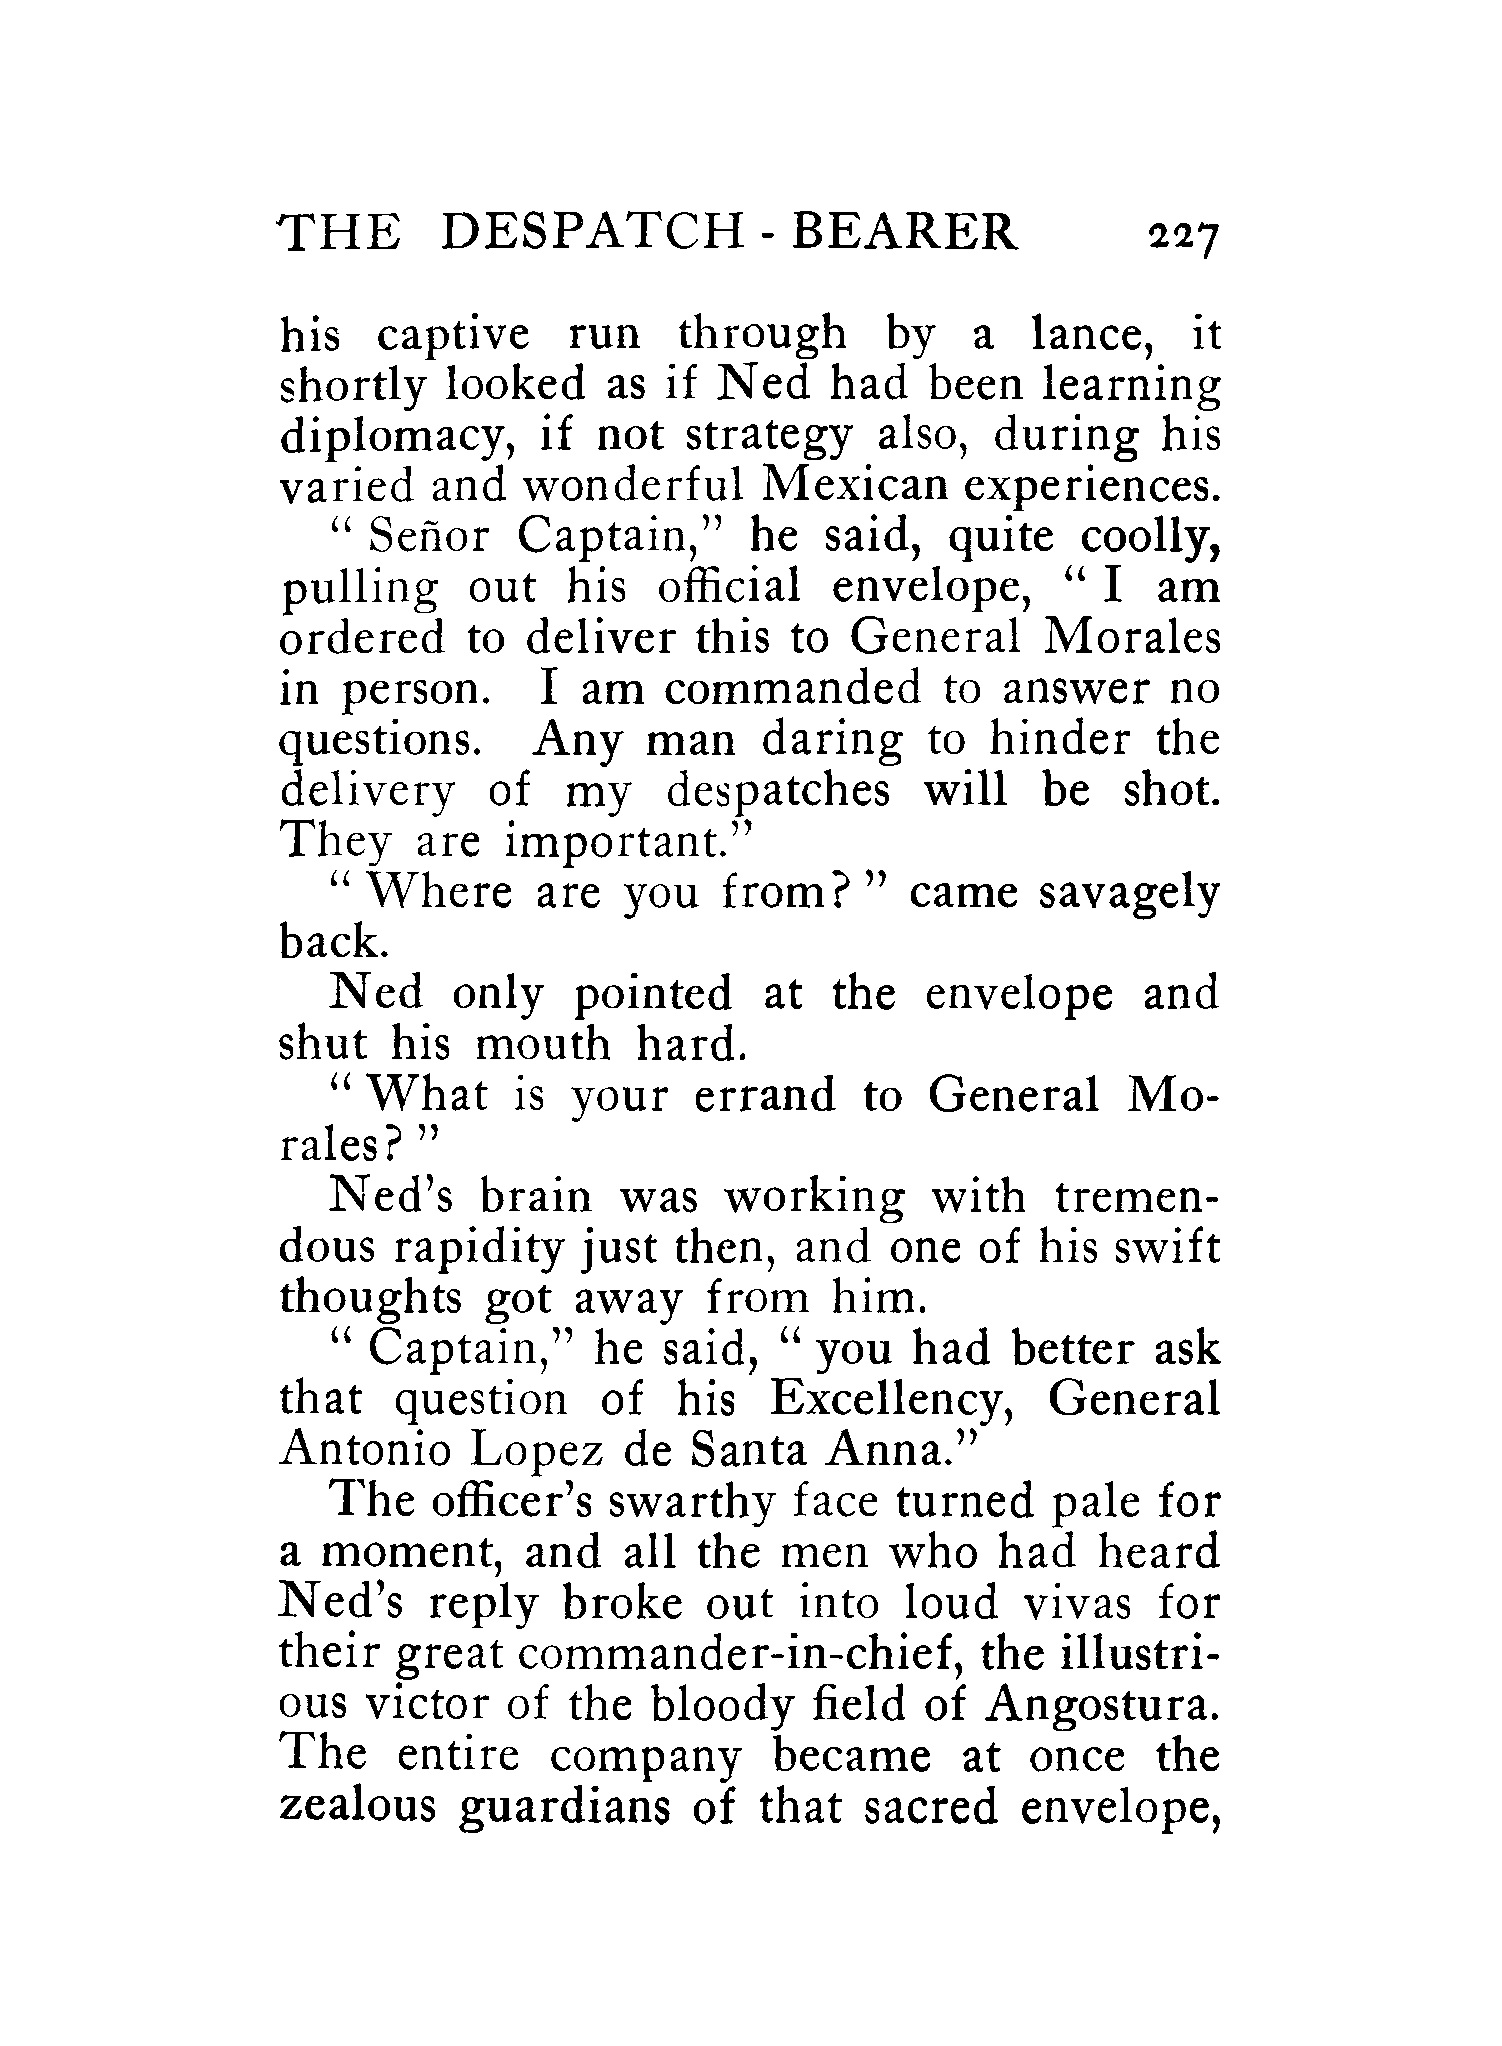 THE DESPATCH - BEARER 227
his captive run through by a lance, it
shortly looked as if Ned had been learning
diplomacy, if not strategy also, during his
varied and wonderful Mexican experiences.
“ Señor Captain,” he said, quite coolly,
pulling out his official envelope, “ I am
ordered to deliver this to General Morales
in person. I am commanded to answer no
questions. Any man daring to hinder the
delivery of my despatches will be shot.
They are important.”
“ Where are you from? ” came savagely
back.
Ned only pointed at the envelope and
shut his mouth hard.
“ What is your errand to General Mo-
rales? ”
Ned’s brain was working with tremen-
dous rapidity just then, and one of his swift
thoughts got away from him.
“ Captain,” he said, “ you had better ask
that question of his Excellency, General
Antonio Lopez de Santa Anna.”
The officer’s swarthy face turned pale for
a moment, and all the men who had heard
Ned’s reply broke out into loud vivas for
their great commander-in-chief, the illustri-
ous victor of the bloody field of Angostura.
The entire company became at once the
zealous guardians of that sacred envelope,